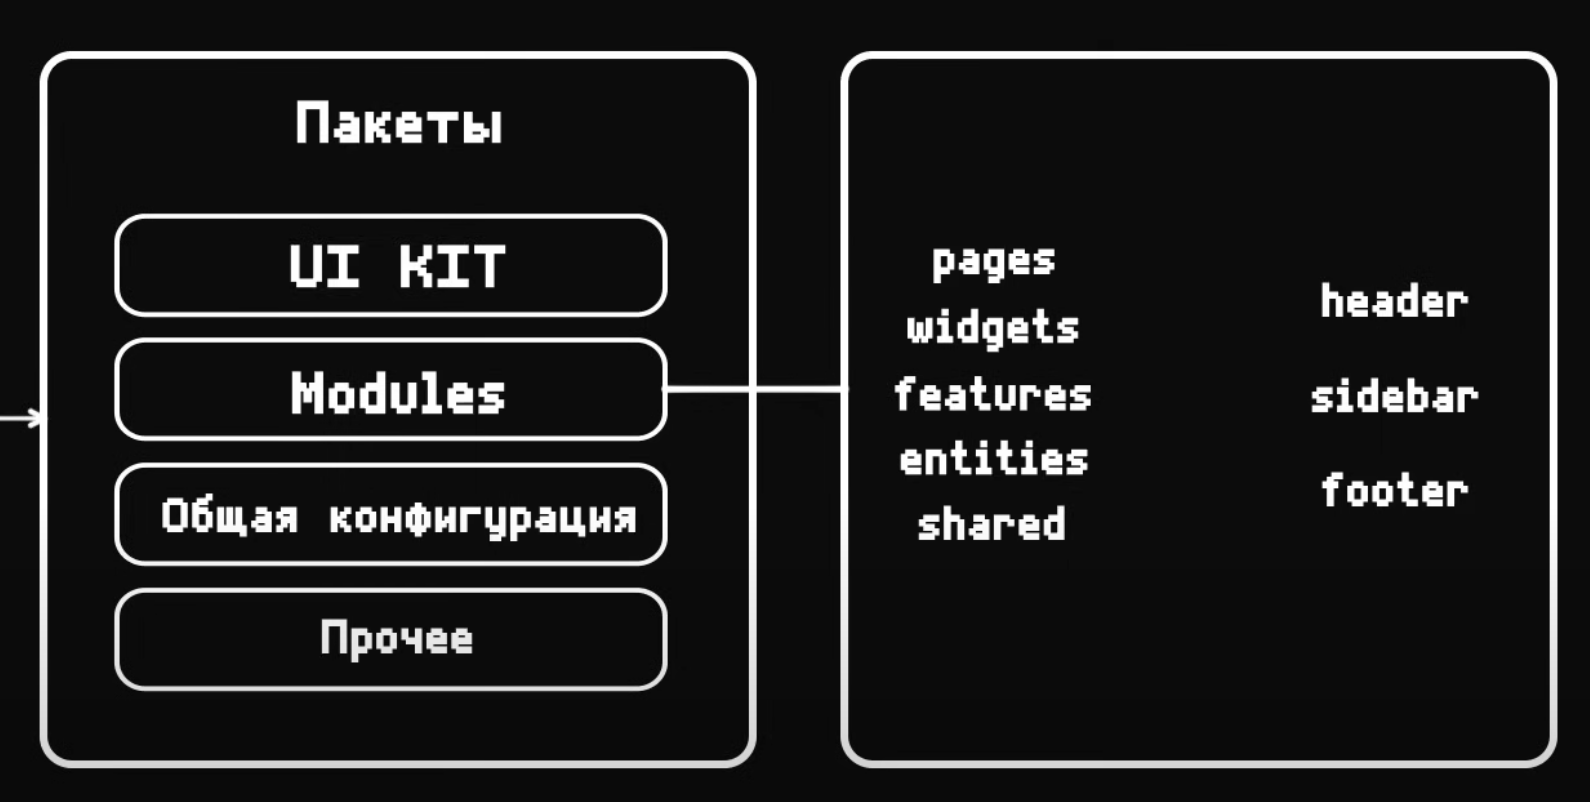 Пакеты
UI KIT
Modules
Общая конфигурация
Прочее
pages
widgets
features
entities
shared
header
sidebar
footer